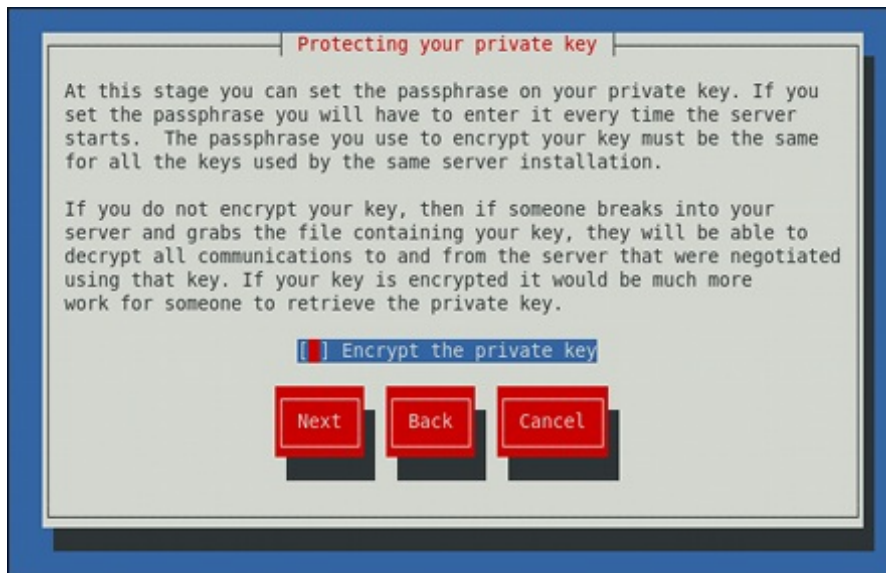 Protecting your private key
At this stage you can set the passphrase on your private key. If you
set the passphrase you will have to enter it every time the server
starts.  The passphrase you use to encrypt your key must be the same
for all the keys used by the same server installation.
If you do not encrypt your key, then if someone breaks into your
server and grabs the file containing your key, they will be able to
decrypt all communications to and from the server that were negotiated
using that key. If your key is encrypted it would be much more
work for someone to retrieve the private key.
[ ] Encrypt the private key
Next Back Cancel